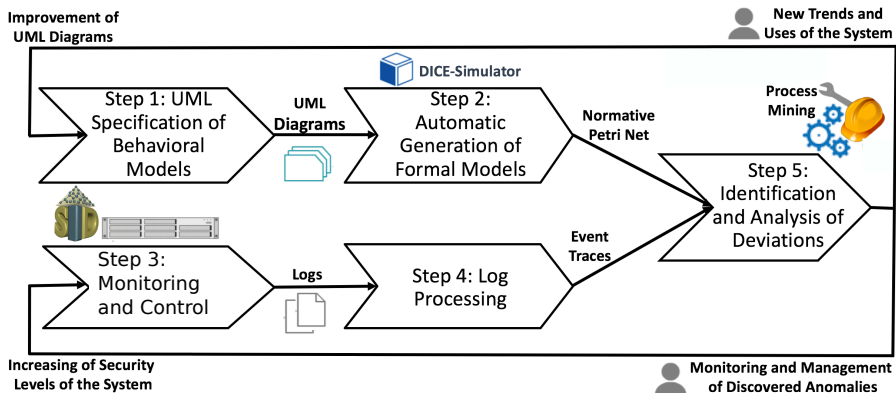 Improvement of
UML Diagrams
New Trends and
Uses of the System
DICE-Simulator
Step 1: UML
Specification of
Behavioral
Models
UML
Diagrams
Step 2:
Automatic
Generation of
Formal Models
Normative
Petri Net
Process
Mining
Step 5:
Identification
and Analysis of
Deviations
SID
Step 3:
Monitoring
and Control
Logs
Step 4: Log
Processing
Event
Traces
Increasing of Security
Levels of the System
Monitoring and Management
of Discovered Anomalies